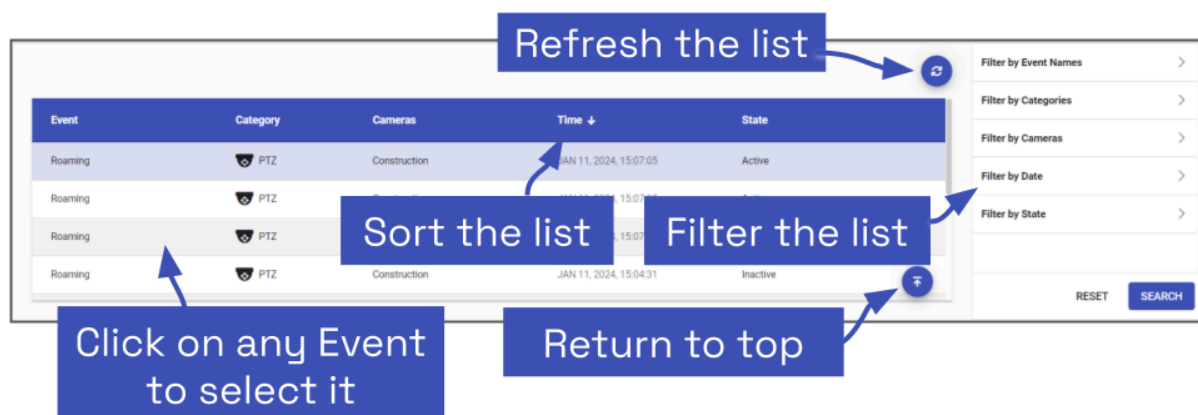 Refresh the list
Filter by Event Names
Filter by Categories
Event Category Cameras Time State
Filter by Cameras
Roaming PTZ Construction JAN 11, 2024, 15:07:05 Active
Filter by Date
Roaming PTZ
Sort the list
Filter the list
Filter by State
Roaming PTZ
Roaming PTZ Construction JAN 11, 2024, 15:04:31 Inactive
RESET SEARCH
Click on any Event
to select it
Return to top